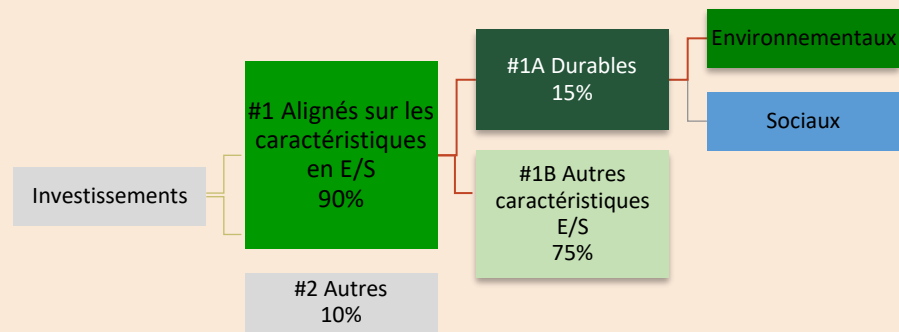 Investissements
#1 Alignés sur les
caractéristiques
en E/S
90%
#2 Autres
10%
#1A Durables
15%
#1B Autres
caractéristiques
E/S
75%
Environnementaux
Sociaux